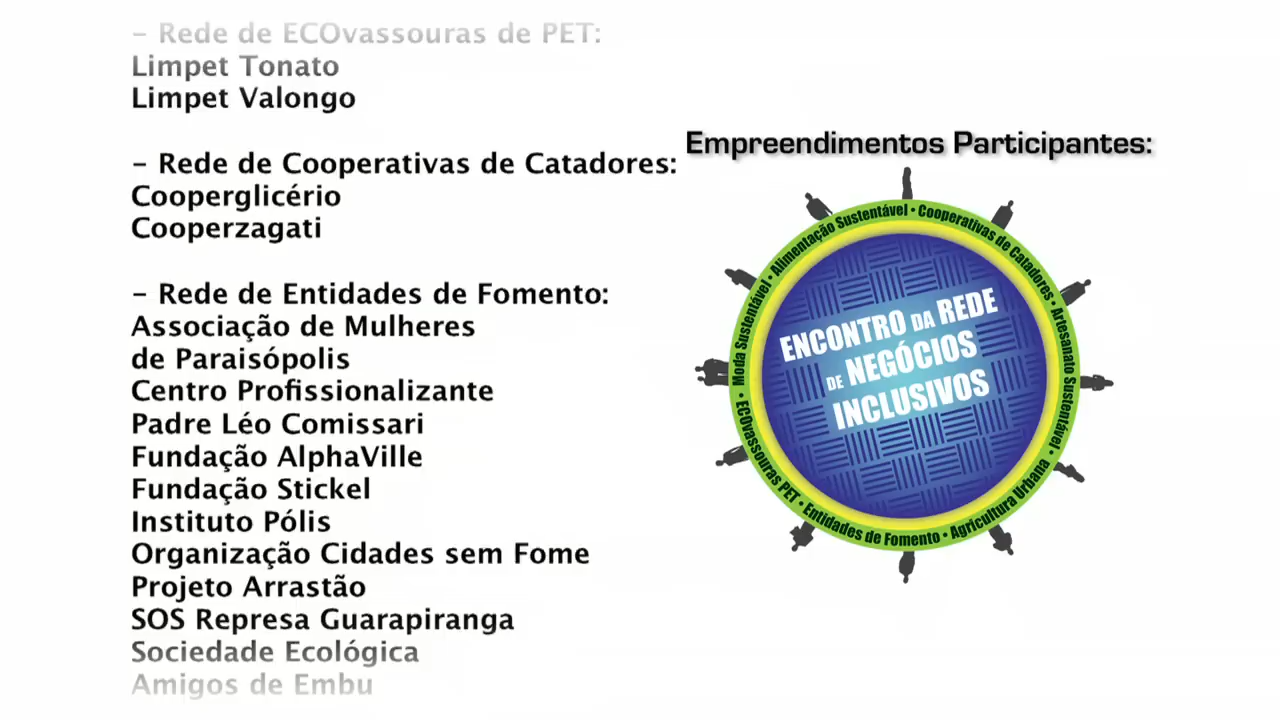 - Rede de ECOvassouras de PET:
Limpet Tonato
Limpet Valongo
- Rede de Cooperativas de Catadores:
Cooperglicério
Cooperzagati
- Rede de Entidades de Fomento:
Associação de Mulheres
de Paraisópolis
Centro Profissionalizante
Padre Léo Comissari
Fundação AlphaVille
Fundação Stickel
Instituto Pólis
Organização Cidades sem Fome
Projeto Arrastão
SOS Represa Guarapiranga
Sociedade Ecológica
Amigos de Embu
Empreendimentos Participantes:
Moda Sustentável • Alimentação Sustentável • Cooperativas de Catadores • Artesanato Sustentável • Agricultura Urbana • Entidades de Fomento • ECOvassouras PET •
ENCONTRO DA REDE
DE NEGÓCIOS
INCLUSIVOS